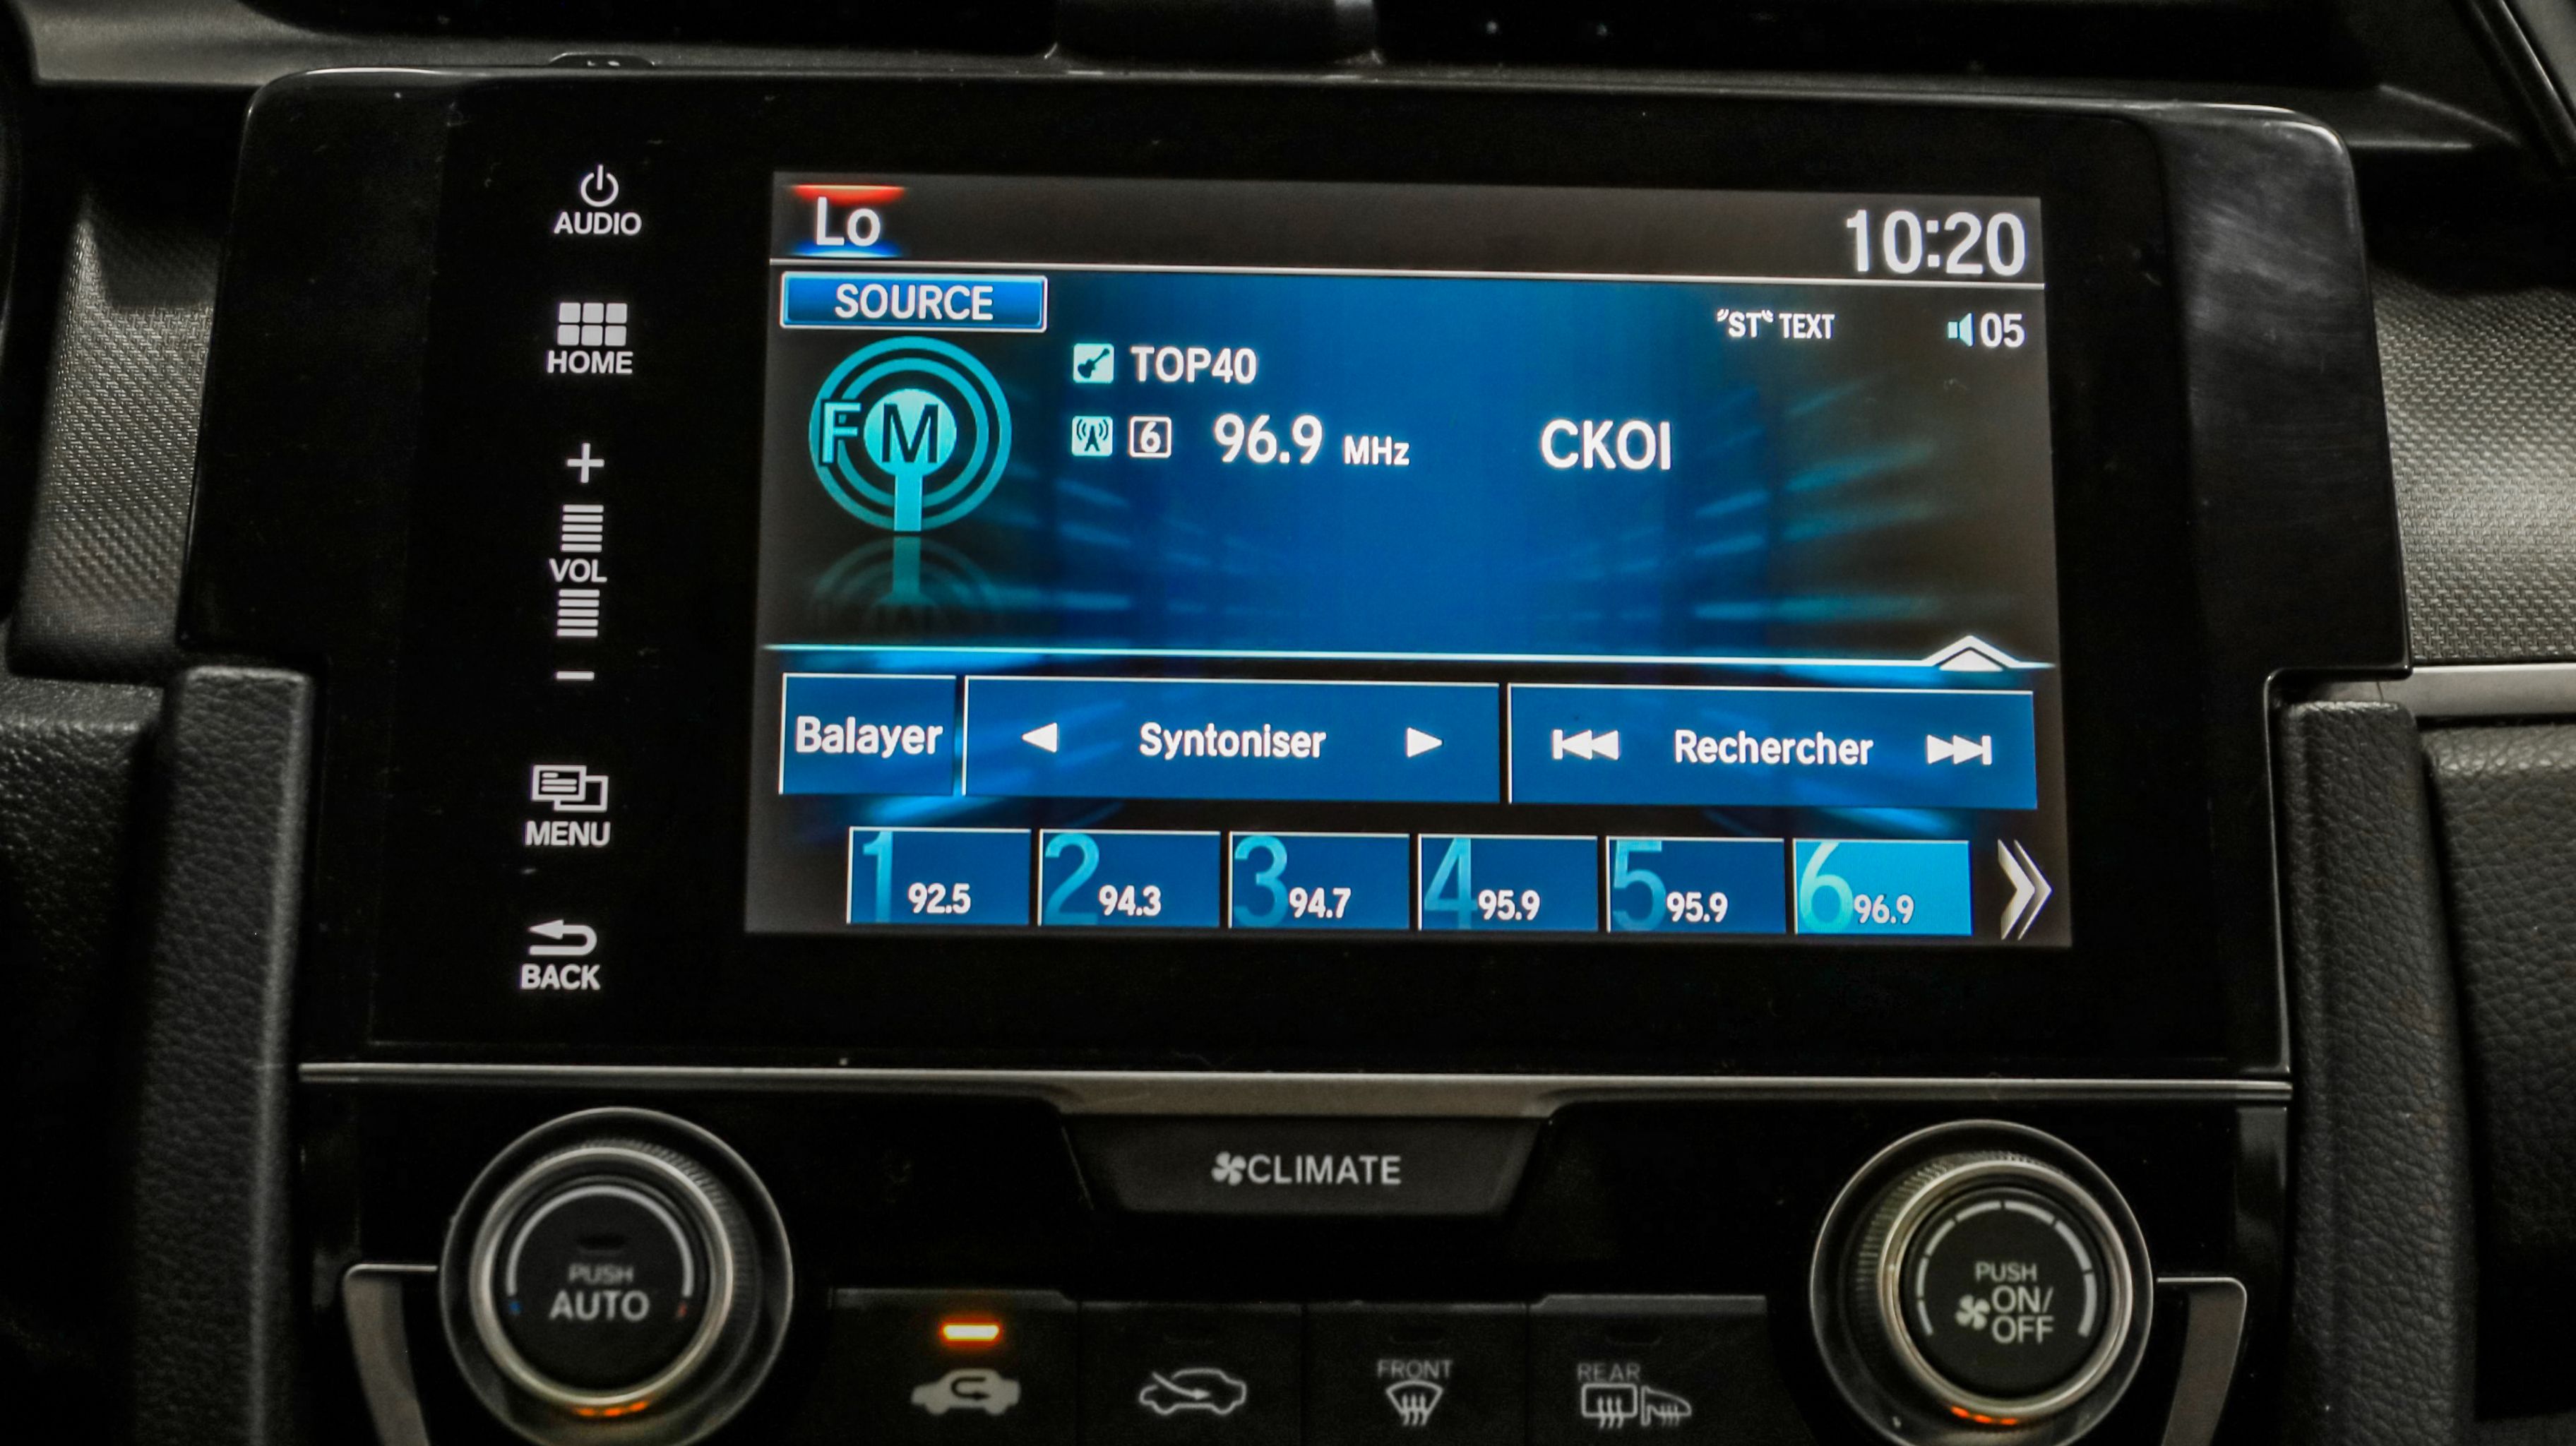 AUDIO
HOME
+
VOL
−
MENU
BACK
Lo
10:20
SOURCE
"ST" TEXT
05
FM
TOP40
6 96.9 MHz CKOI
Balayer
Syntoniser
Rechercher
1 92.5
2 94.3
3 94.7
4 95.9
5 95.9
6 96.9
CLIMATE
PUSH
AUTO
FRONT
REAR
PUSH
ON/
OFF